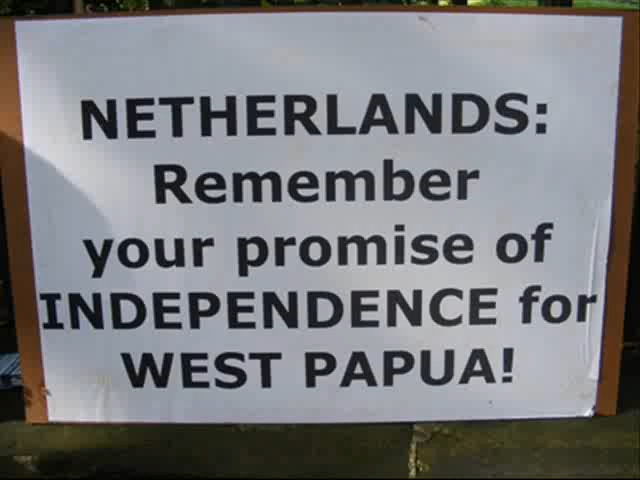 NETHERLANDS:
Remember
your promise of
INDEPENDENCE for
WEST PAPUA!